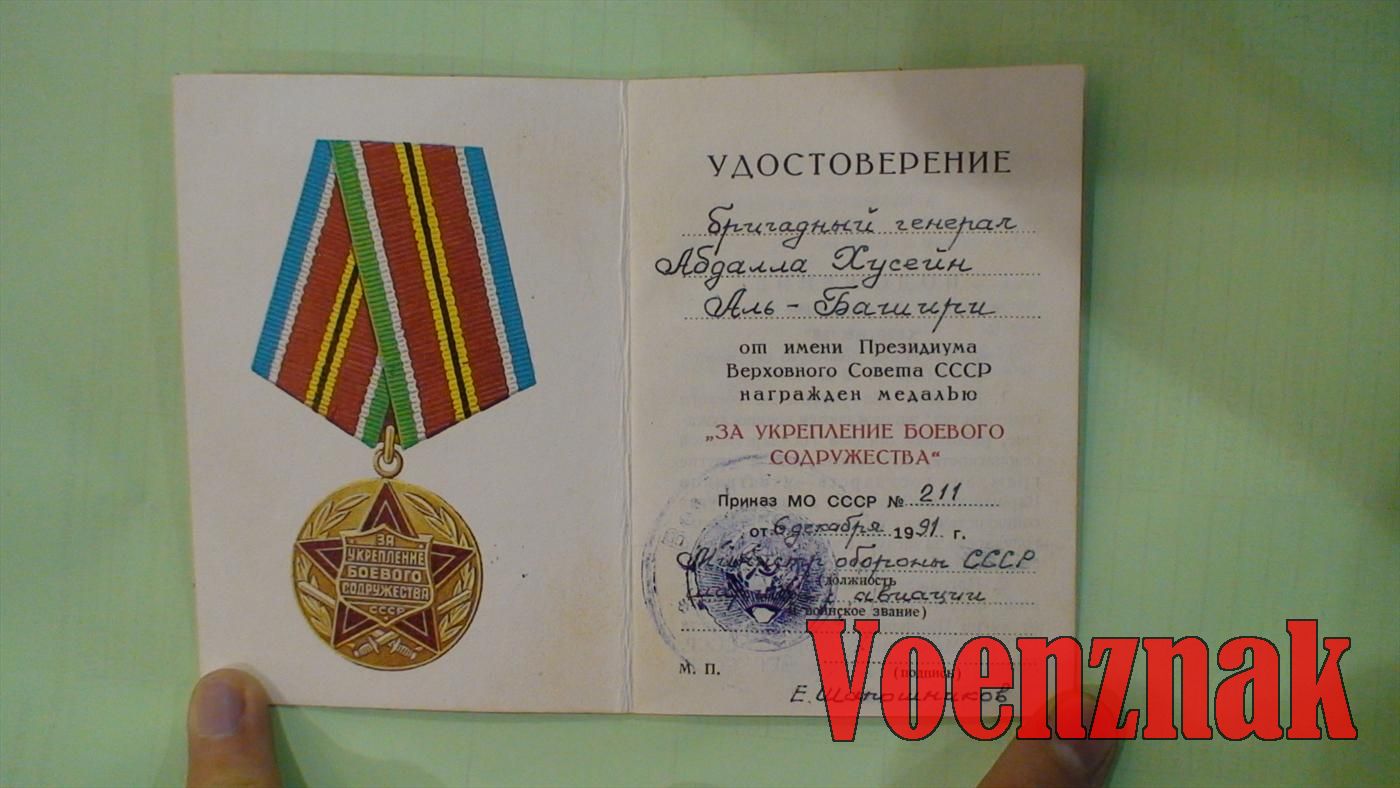 ЗА
УКРЕПЛЕНИЕ
БОЕВОГО
СОДРУЖЕСТВА
СССР
УДОСТОВЕРЕНИЕ
бригадный генерал
Абдалла Хусейн
Аль-Башири
от имени Президиума
Верховного Совета СССР
награжден медалью
„ЗА УКРЕПЛЕНИЕ БОЕВОГО
СОДРУЖЕСТВА“
Приказ МО СССР № 211
от 6 декабря 1991 г.
Министр обороны СССР
(должность
маршал авиации
и воинское звание)
М. П.
(подпись)
Е. Шапошников
Voenznak